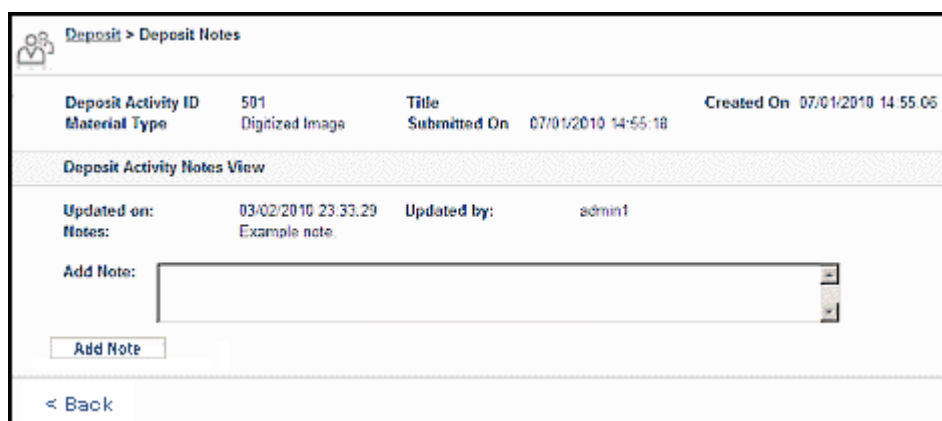 Deposit > Deposit Notes
Deposit Activity ID 501 Title Created On 07/01/2010 14:55:06
Material Type Digitized Image Submitted On 07/01/2010 14:55:18
Deposit Activity Notes View
Updated on: 03/02/2010 23:33:29 Updated by: admin1
Notes: Example note.
Add Note:
Add Note
< Back